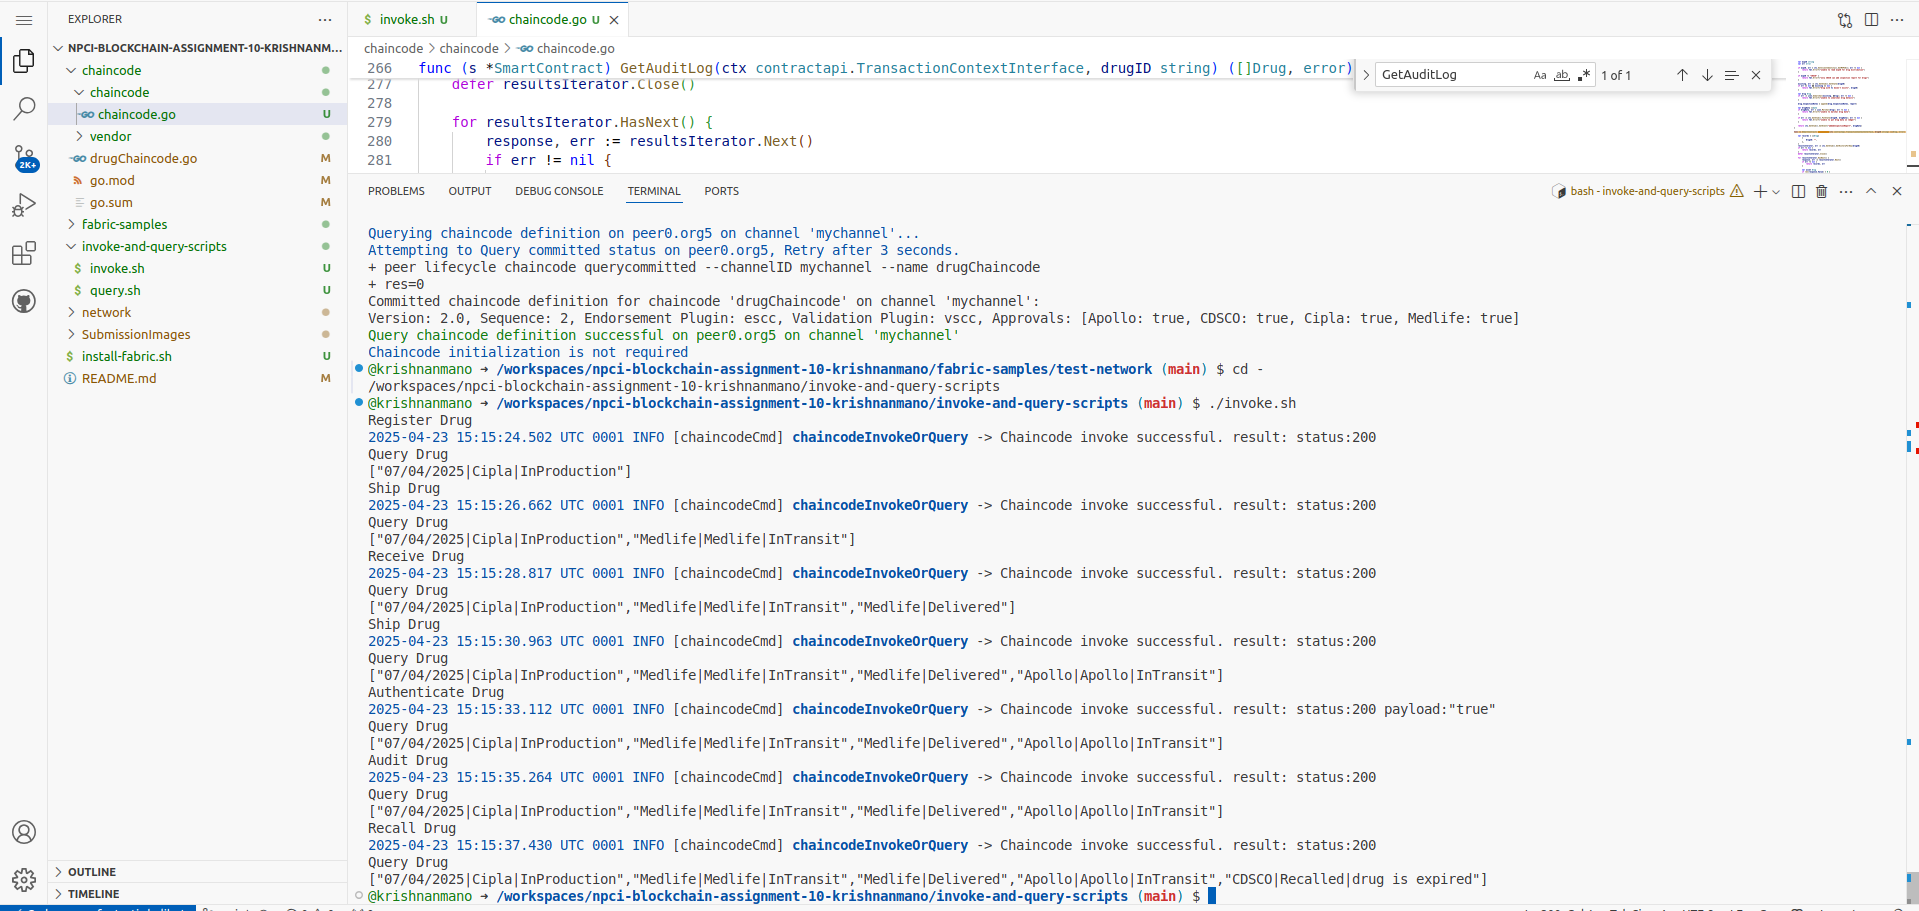 EXPLORER
NPCI-BLOCKCHAIN-ASSIGNMENT-10-KRISHNANM...
chaincode
chaincode
chaincode.go U
vendor
drugChaincode.go M
go.mod M
go.sum M
fabric-samples
invoke-and-query-scripts
$ invoke.sh U
$ query.sh U
network
SubmissionImages
$ install-fabric.sh U
README.md M
2K+
OUTLINE
TIMELINE
$ invoke.sh U
chaincode.go U
chaincode > chaincode > chaincode.go
266 func (s *SmartContract) GetAuditLog(ctx contractapi.TransactionContextInterface, drugID string) ([]Drug, error)
277 defer resultsIterator.Close()
278
279 for resultsIterator.HasNext() {
280 response, err := resultsIterator.Next()
281 if err != nil {
GetAuditLog Aa ab .* 1 of 1
PROBLEMS OUTPUT DEBUG CONSOLE TERMINAL PORTS
bash - invoke-and-query-scripts
Querying chaincode definition on peer0.org5 on channel 'mychannel'...
Attempting to Query committed status on peer0.org5, Retry after 3 seconds.
+ peer lifecycle chaincode querycommitted --channelID mychannel --name drugChaincode
+ res=0
Committed chaincode definition for chaincode 'drugChaincode' on channel 'mychannel':
Version: 2.0, Sequence: 2, Endorsement Plugin: escc, Validation Plugin: vscc, Approvals: [Apollo: true, CDSCO: true, Cipla: true, Medlife: true]
Query chaincode definition successful on peer0.org5 on channel 'mychannel'
Chaincode initialization is not required
@krishnanmano ➜ /workspaces/npci-blockchain-assignment-10-krishnanmano/fabric-samples/test-network (main) $ cd -
/workspaces/npci-blockchain-assignment-10-krishnanmano/invoke-and-query-scripts
@krishnanmano ➜ /workspaces/npci-blockchain-assignment-10-krishnanmano/invoke-and-query-scripts (main) $ ./invoke.sh
Register Drug
2025-04-23 15:15:24.502 UTC 0001 INFO [chaincodeCmd] chaincodeInvokeOrQuery -> Chaincode invoke successful. result: status:200
Query Drug
["07/04/2025|Cipla|InProduction"]
Ship Drug
2025-04-23 15:15:26.662 UTC 0001 INFO [chaincodeCmd] chaincodeInvokeOrQuery -> Chaincode invoke successful. result: status:200
Query Drug
["07/04/2025|Cipla|InProduction","Medlife|Medlife|InTransit"]
Receive Drug
2025-04-23 15:15:28.817 UTC 0001 INFO [chaincodeCmd] chaincodeInvokeOrQuery -> Chaincode invoke successful. result: status:200
Query Drug
["07/04/2025|Cipla|InProduction","Medlife|Medlife|InTransit","Medlife|Delivered"]
Ship Drug
2025-04-23 15:15:30.963 UTC 0001 INFO [chaincodeCmd] chaincodeInvokeOrQuery -> Chaincode invoke successful. result: status:200
Query Drug
["07/04/2025|Cipla|InProduction","Medlife|Medlife|InTransit","Medlife|Delivered","Apollo|Apollo|InTransit"]
Authenticate Drug
2025-04-23 15:15:33.112 UTC 0001 INFO [chaincodeCmd] chaincodeInvokeOrQuery -> Chaincode invoke successful. result: status:200 payload:"true"
Query Drug
["07/04/2025|Cipla|InProduction","Medlife|Medlife|InTransit","Medlife|Delivered","Apollo|Apollo|InTransit"]
Audit Drug
2025-04-23 15:15:35.264 UTC 0001 INFO [chaincodeCmd] chaincodeInvokeOrQuery -> Chaincode invoke successful. result: status:200
Query Drug
["07/04/2025|Cipla|InProduction","Medlife|Medlife|InTransit","Medlife|Delivered","Apollo|Apollo|InTransit"]
Recall Drug
2025-04-23 15:15:37.430 UTC 0001 INFO [chaincodeCmd] chaincodeInvokeOrQuery -> Chaincode invoke successful. result: status:200
Query Drug
["07/04/2025|Cipla|InProduction","Medlife|Medlife|InTransit","Medlife|Delivered","Apollo|Apollo|InTransit","CDSCO|Recalled|drug is expired"]
@krishnanmano ➜ /workspaces/npci-blockchain-assignment-10-krishnanmano/invoke-and-query-scripts (main) $